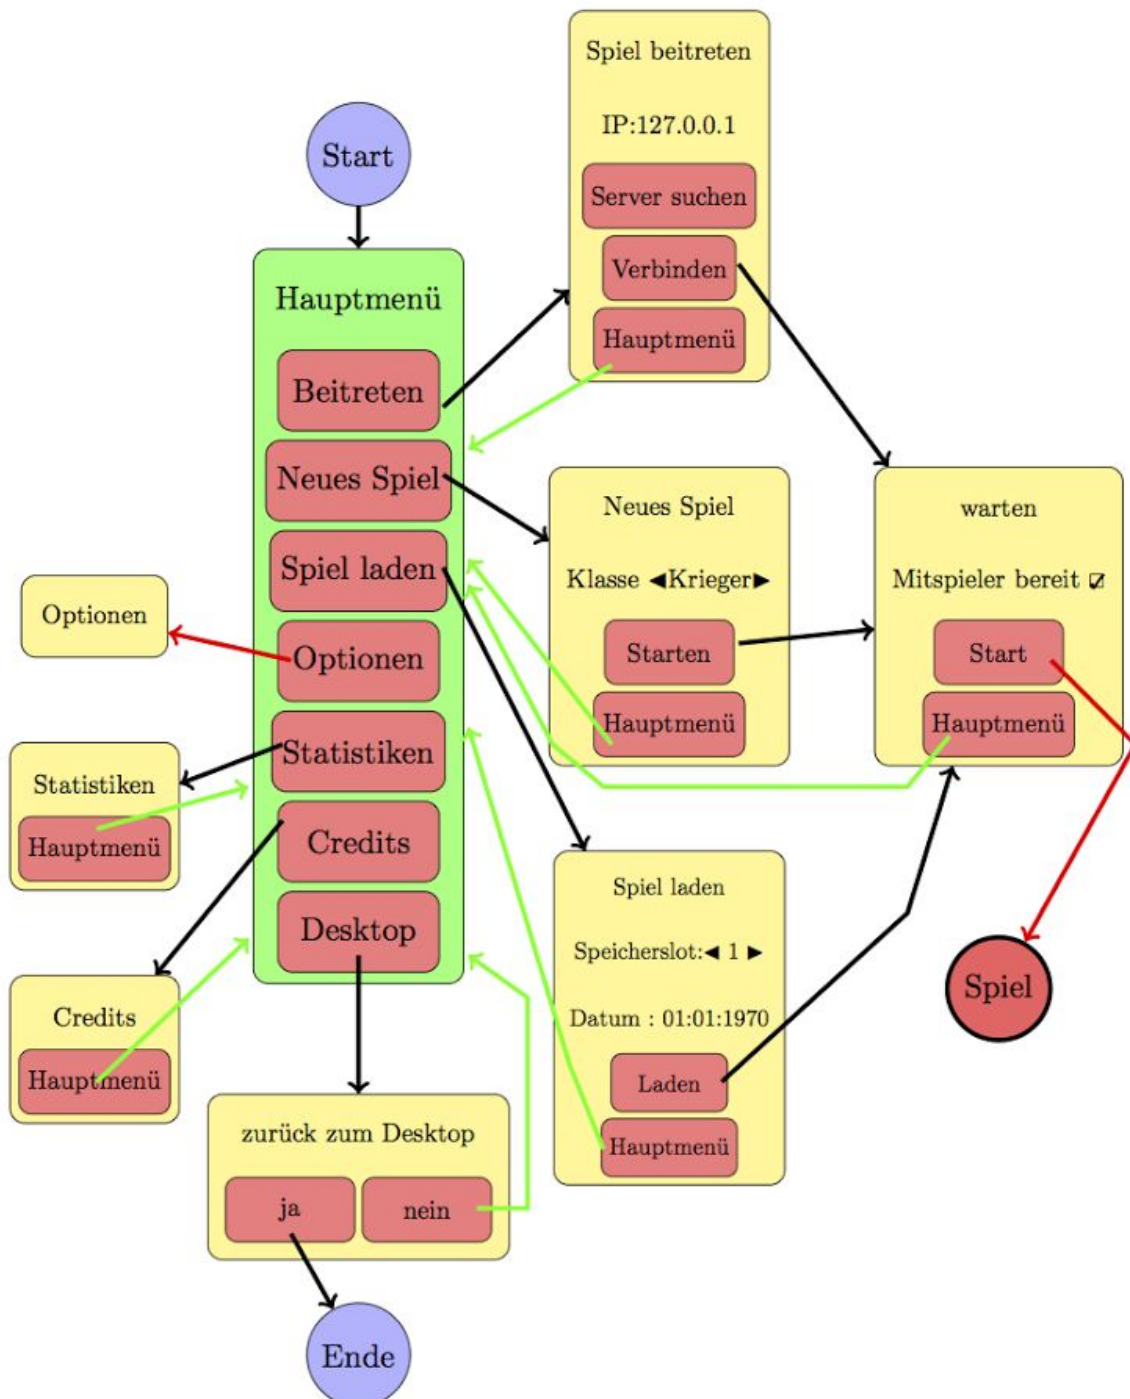 Start
Hauptmenü
Beitreten
Neues Spiel
Spiel laden
Optionen
Statistiken
Credits
Desktop
Spiel beitreten
IP:127.0.0.1
Server suchen
Verbinden
Hauptmenü
Neues Spiel
Klasse ◀Krieger▶
Starten
Hauptmenü
warten
Mitspieler bereit ☑
Start
Hauptmenü
Optionen
Statistiken
Hauptmenü
Credits
Hauptmenü
Spiel laden
Speicherslot:◀ 1 ▶
Datum : 01:01:1970
Laden
Hauptmenü
Spiel
zurück zum Desktop
ja
nein
Ende